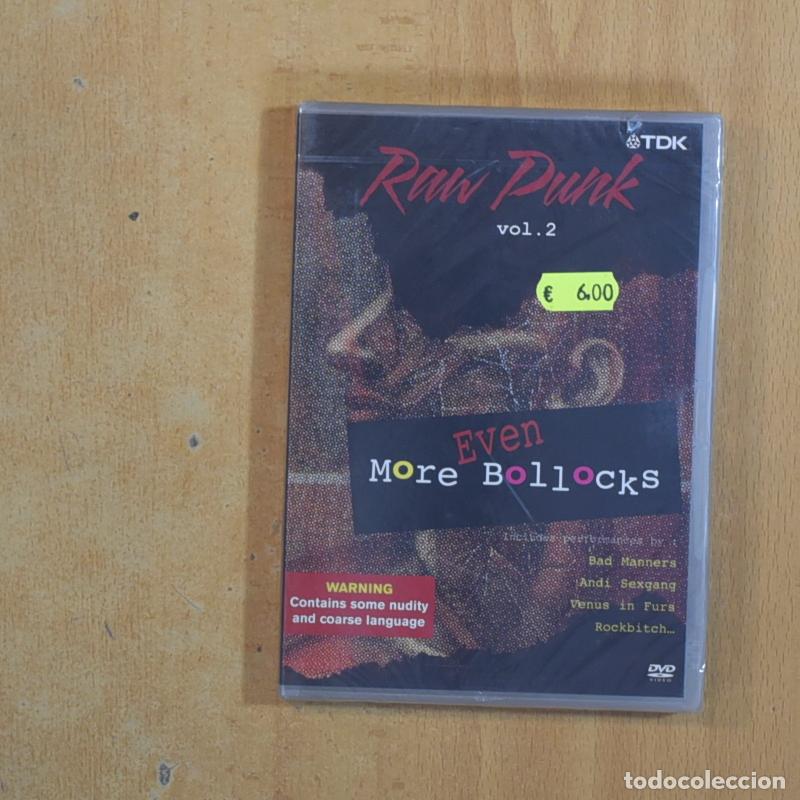 TDK
Raw Punk
vol.2
€ 6.00
Even
More Bollocks
Includes performances by :
Bad Manners
Andi Sexgang
Venus in Furs
Rockbitch...
WARNING
Contains some nudity
and coarse language
DVD
VIDEO
todocoleccion